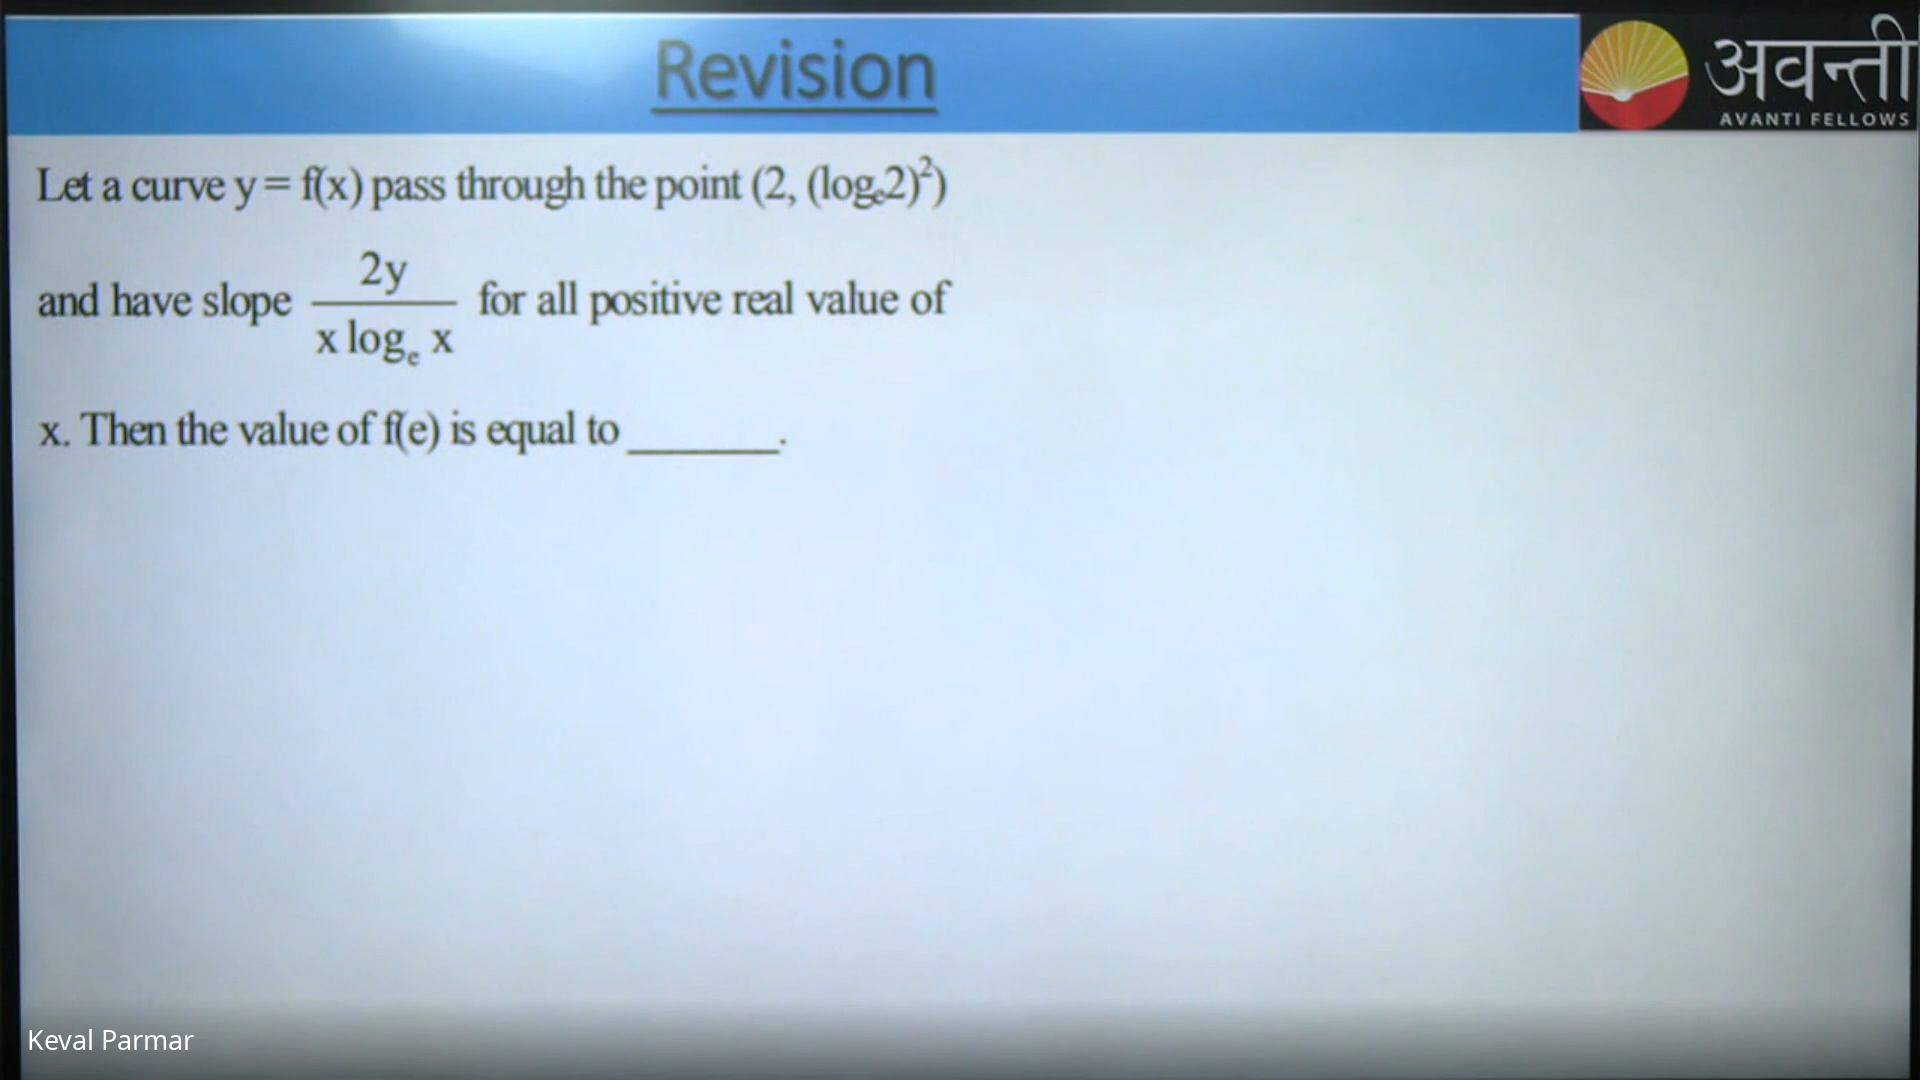 Revision
अवन्ती
AVANTI FELLOWS
Let a curve y = f(x) pass through the point (2, (logₑ2)²)
and have slope 2y / x logₑ x for all positive real value of
x. Then the value of f(e) is equal to ______.
Keval Parmar